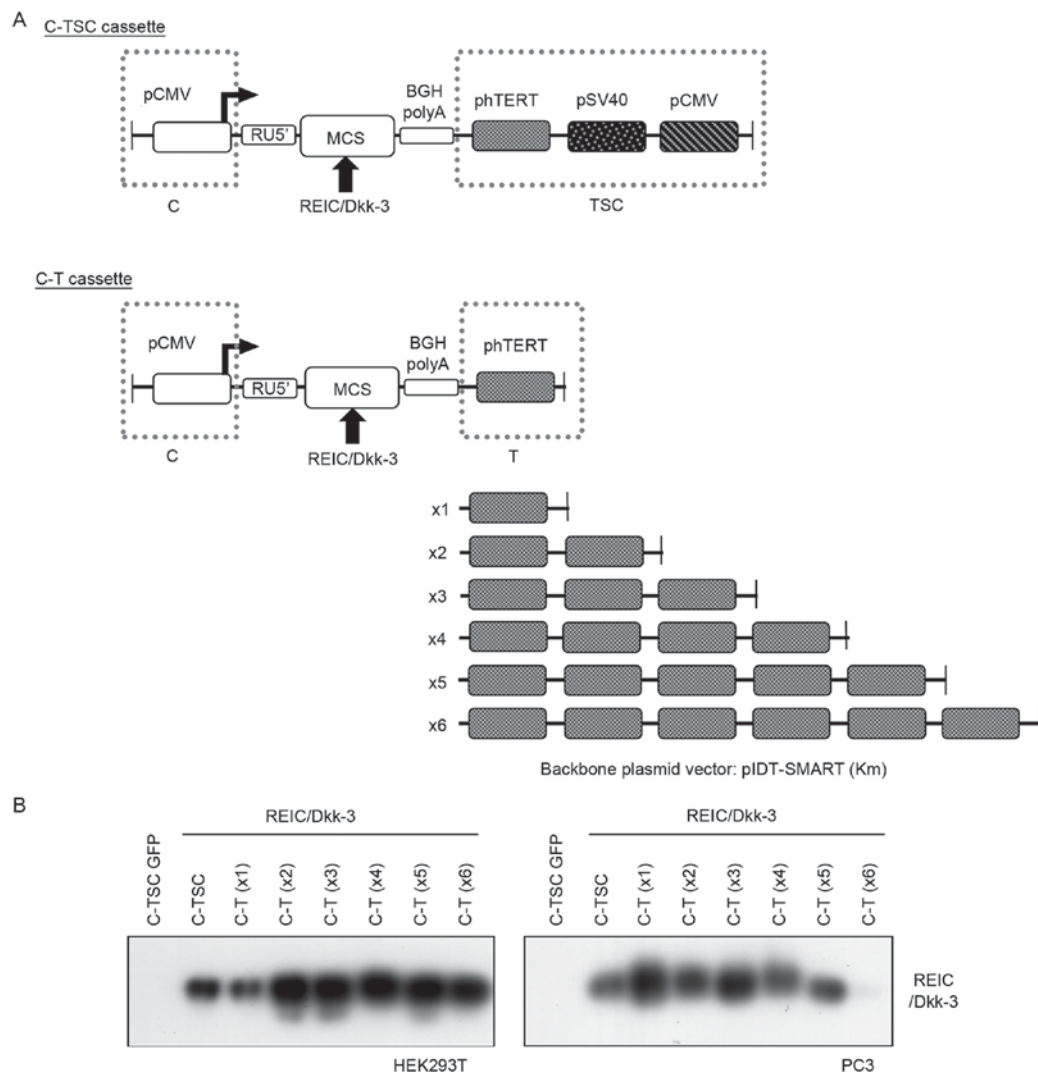 A
C-TSC cassette
pCMV
BGH
polyA
phTERT
pSV40
pCMV
RU5'
MCS
REIC/Dkk-3
C
TSC
C-T cassette
pCMV
BGH
polyA
phTERT
RU5'
MCS
REIC/Dkk-3
C
T
x1
x2
x3
x4
x5
x6
Backbone plasmid vector: pIDT-SMART (Km)
B
REIC/Dkk-3
C-TSC GFP
C-TSC
C-T (x1)
C-T (x2)
C-T (x3)
C-T (x4)
C-T (x5)
C-T (x6)
HEK293T
REIC/Dkk-3
C-TSC GFP
C-TSC
C-T (x1)
C-T (x2)
C-T (x3)
C-T (x4)
C-T (x5)
C-T (x6)
REIC
/Dkk-3
PC3